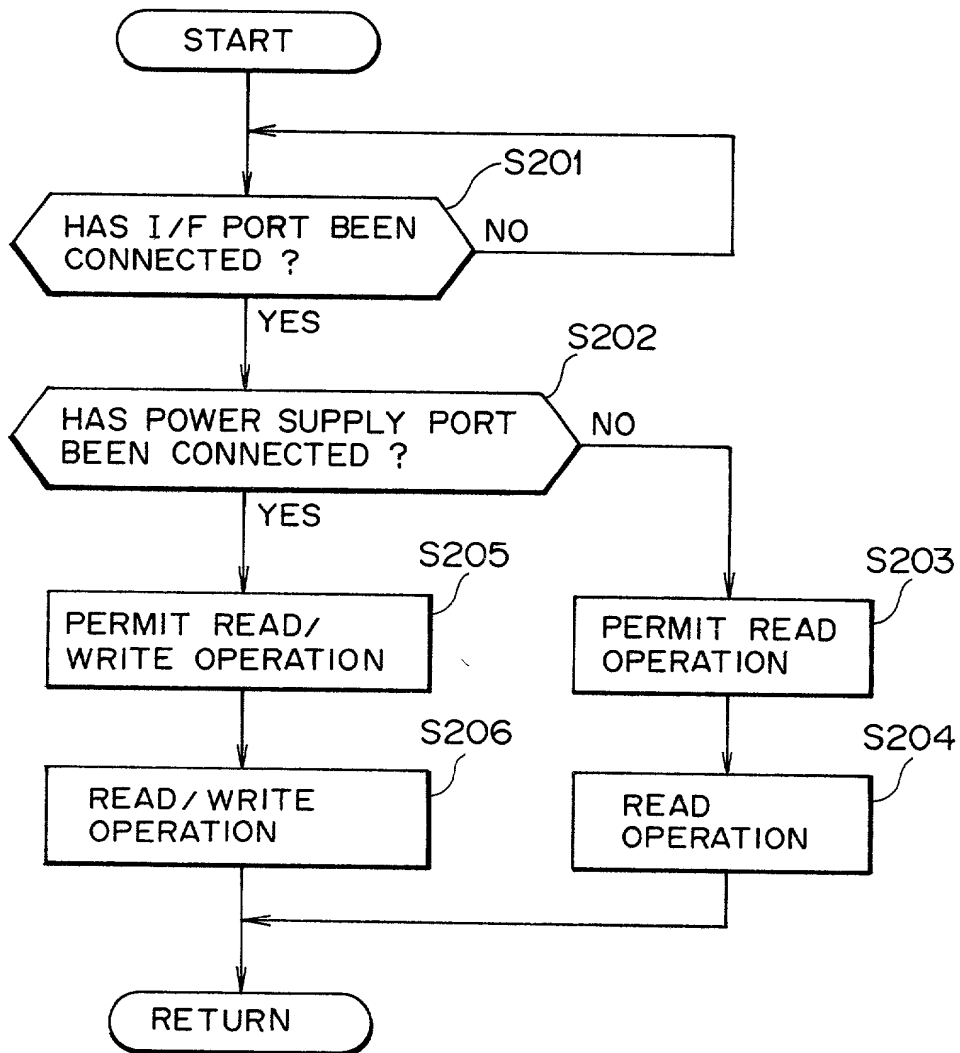 START
S201
HAS I/F PORT BEEN
CONNECTED ?
NO
YES
S202
HAS POWER SUPPLY PORT
BEEN CONNECTED ?
NO
YES
S205
PERMIT READ/
WRITE OPERATION
S203
PERMIT READ
OPERATION
S206
READ/WRITE
OPERATION
S204
READ
OPERATION
RETURN